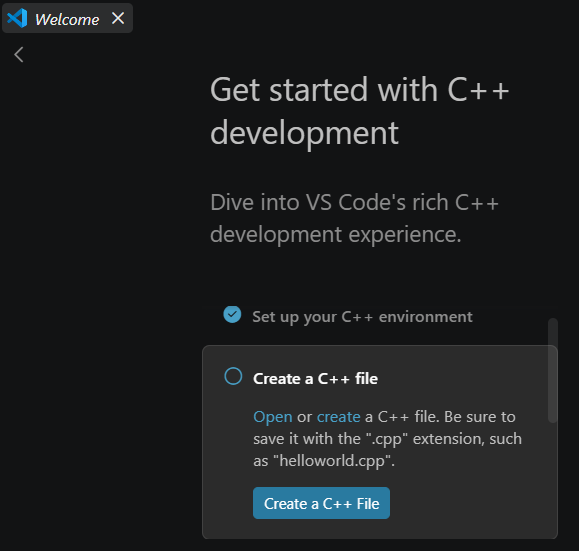 Welcome
Get started with C++
development
Dive into VS Code's rich C++
development experience.
Set up your C++ environment
Create a C++ file
Open or create a C++ file. Be sure to
save it with the ".cpp" extension, such
as "helloworld.cpp".
Create a C++ File